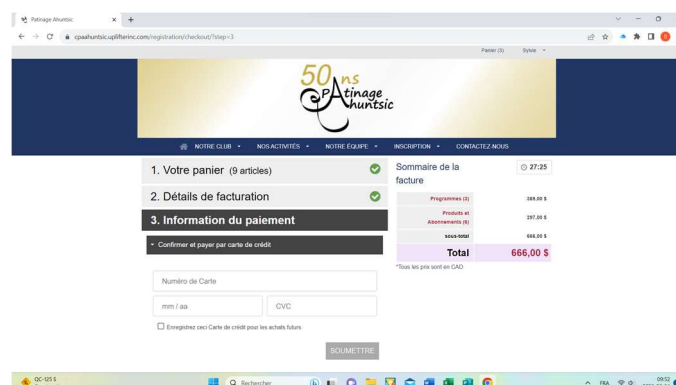 Patinage Ahuntsic
cpaahuntsic.uplifterinc.com/registration/checkout/?step=3
Panier (3) Sylvie
50 ns
PAtinage
huntsic
NOTRE CLUB NOS ACTIVITÉS NOTRE ÉQUIPE INSCRIPTION CONTACTEZ-NOUS
1. Votre panier (9 articles)
2. Détails de facturation
3. Information du paiement
Confirmer et payer par carte de crédit
Numéro de Carte
mm / aa CVC
Enregistrez ceci Carte de crédit pour les achats futurs
SOUMETTRE
Sommaire de la
facture
27:25
Programmes (3) 369,00 $
Produits et
Abonnements (6) 297,00 $
sous-total 666,00 $
Total 666,00 $
*Tous les prix sont en CAD
QC-125 S
Rechercher
FRA
09:52